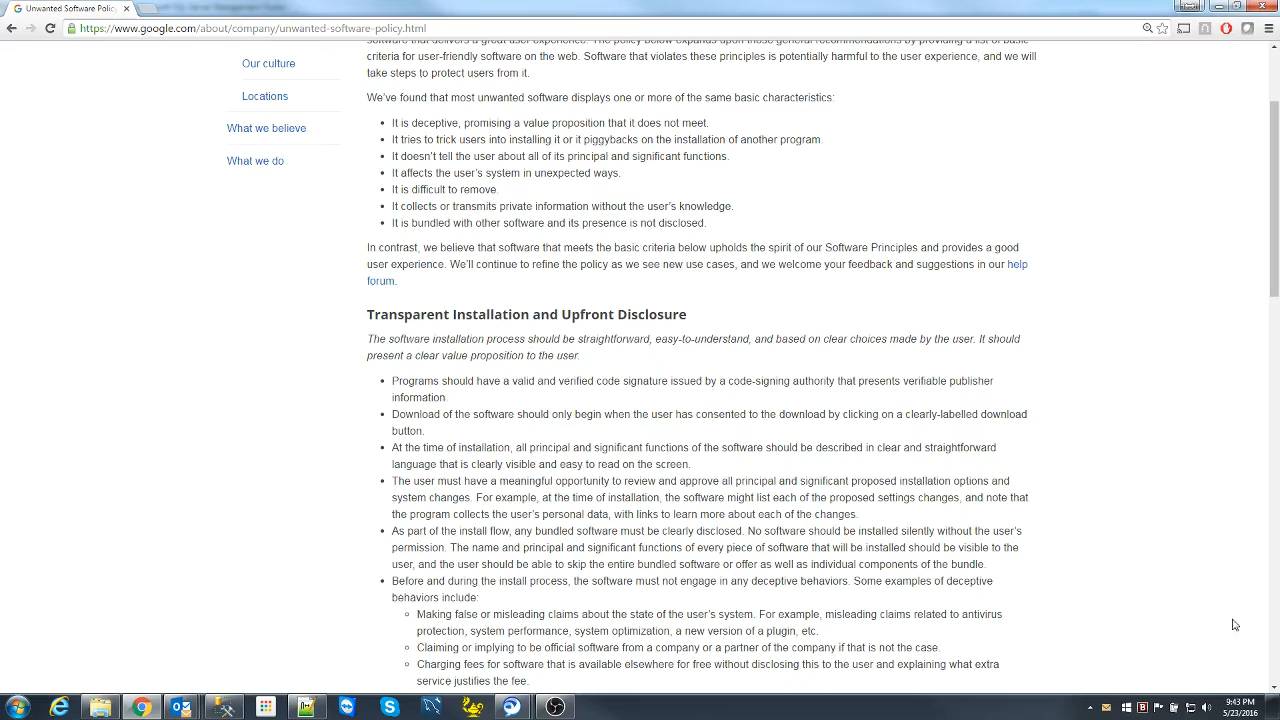 Unwanted Software Polic
https://www.google.com/about/company/unwanted-software-policy.html
Our culture
Locations
What we believe
What we do
software that delivers a great user experience. The policy below expands upon those general recommendations by providing a list of basic
criteria for user-friendly software on the web. Software that violates these principles is potentially harmful to the user experience, and we will
take steps to protect users from it.
We’ve found that most unwanted software displays one or more of the same basic characteristics:
• It is deceptive, promising a value proposition that it does not meet.
• It tries to trick users into installing it or it piggybacks on the installation of another program.
• It doesn’t tell the user about all of its principal and significant functions.
• It affects the user’s system in unexpected ways.
• It is difficult to remove.
• It collects or transmits private information without the user’s knowledge.
• It is bundled with other software and its presence is not disclosed.
In contrast, we believe that software that meets the basic criteria below upholds the spirit of our Software Principles and provides a good
user experience. We’ll continue to refine the policy as we see new use cases, and we welcome your feedback and suggestions in our help
forum.
Transparent Installation and Upfront Disclosure
The software installation process should be straightforward, easy-to-understand, and based on clear choices made by the user. It should
present a clear value proposition to the user.
• Programs should have a valid and verified code signature issued by a code-signing authority that presents verifiable publisher
information.
• Download of the software should only begin when the user has consented to the download by clicking on a clearly-labelled download
button.
• At the time of installation, all principal and significant functions of the software should be described in clear and straightforward
language that is clearly visible and easy to read on the screen.
• The user must have a meaningful opportunity to review and approve all principal and significant proposed installation options and
system changes. For example, at the time of installation, the software might list each of the proposed settings changes, and note that
the program collects the user’s personal data, with links to learn more about each of the changes.
• As part of the install flow, any bundled software must be clearly disclosed. No software should be installed silently without the user’s
permission. The name and principal and significant functions of every piece of software that will be installed should be visible to the
user, and the user should be able to skip the entire bundled software or offer as well as individual components of the bundle.
• Before and during the install process, the software must not engage in any deceptive behaviors. Some examples of deceptive
behaviors include:
◦ Making false or misleading claims about the state of the user’s system. For example, misleading claims related to antivirus
protection, system performance, system optimization, a new version of a plugin, etc.
◦ Claiming or implying to be official software from a company or a partner of the company if that is not the case.
◦ Charging fees for software that is available elsewhere for free without disclosing this to the user and explaining what extra
service justifies the fee.
9:43 PM
5/23/2016